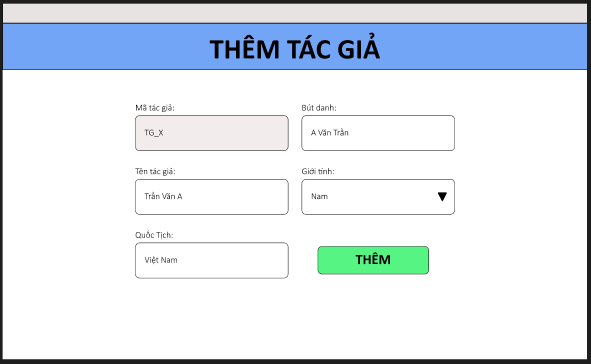 THÊM TÁC GIẢ
Mã tác giả:
TG_X
Bút danh:
A Văn Trần
Tên tác giả:
Trần Văn A
Giới tính:
Nam
Quốc Tịch:
Việt Nam
THÊM